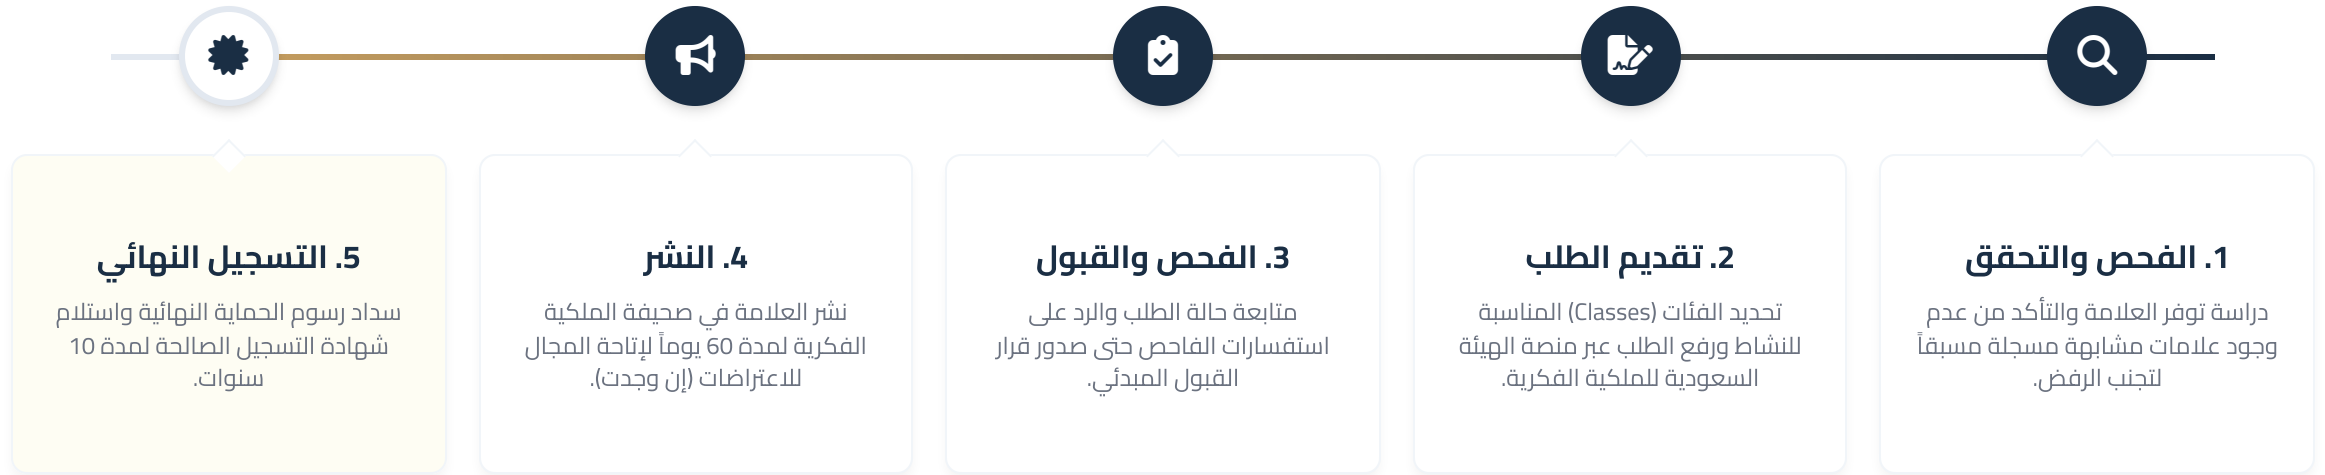 1. الفحص والتحقق
دراسة توفر العلامة والتأكد من عدم
وجود علامات مشابهة مسجلة مسبقاً
لتجنب الرفض.
2. تقديم الطلب
تحديد الفئات (Classes) المناسبة
للنشاط ورفع الطلب عبر منصة الهيئة
السعودية للملكية الفكرية.
3. الفحص والقبول
متابعة حالة الطلب والرد على
استفسارات الفاحص حتى صدور قرار
القبول المبدئي.
4. النشر
نشر العلامة في صحيفة الملكية
الفكرية لمدة 60 يوماً لإتاحة المجال
للاعتراضات (إن وجدت).
5. التسجيل النهائي
سداد رسوم الحماية النهائية واستلام
شهادة التسجيل الصالحة لمدة 10
سنوات.